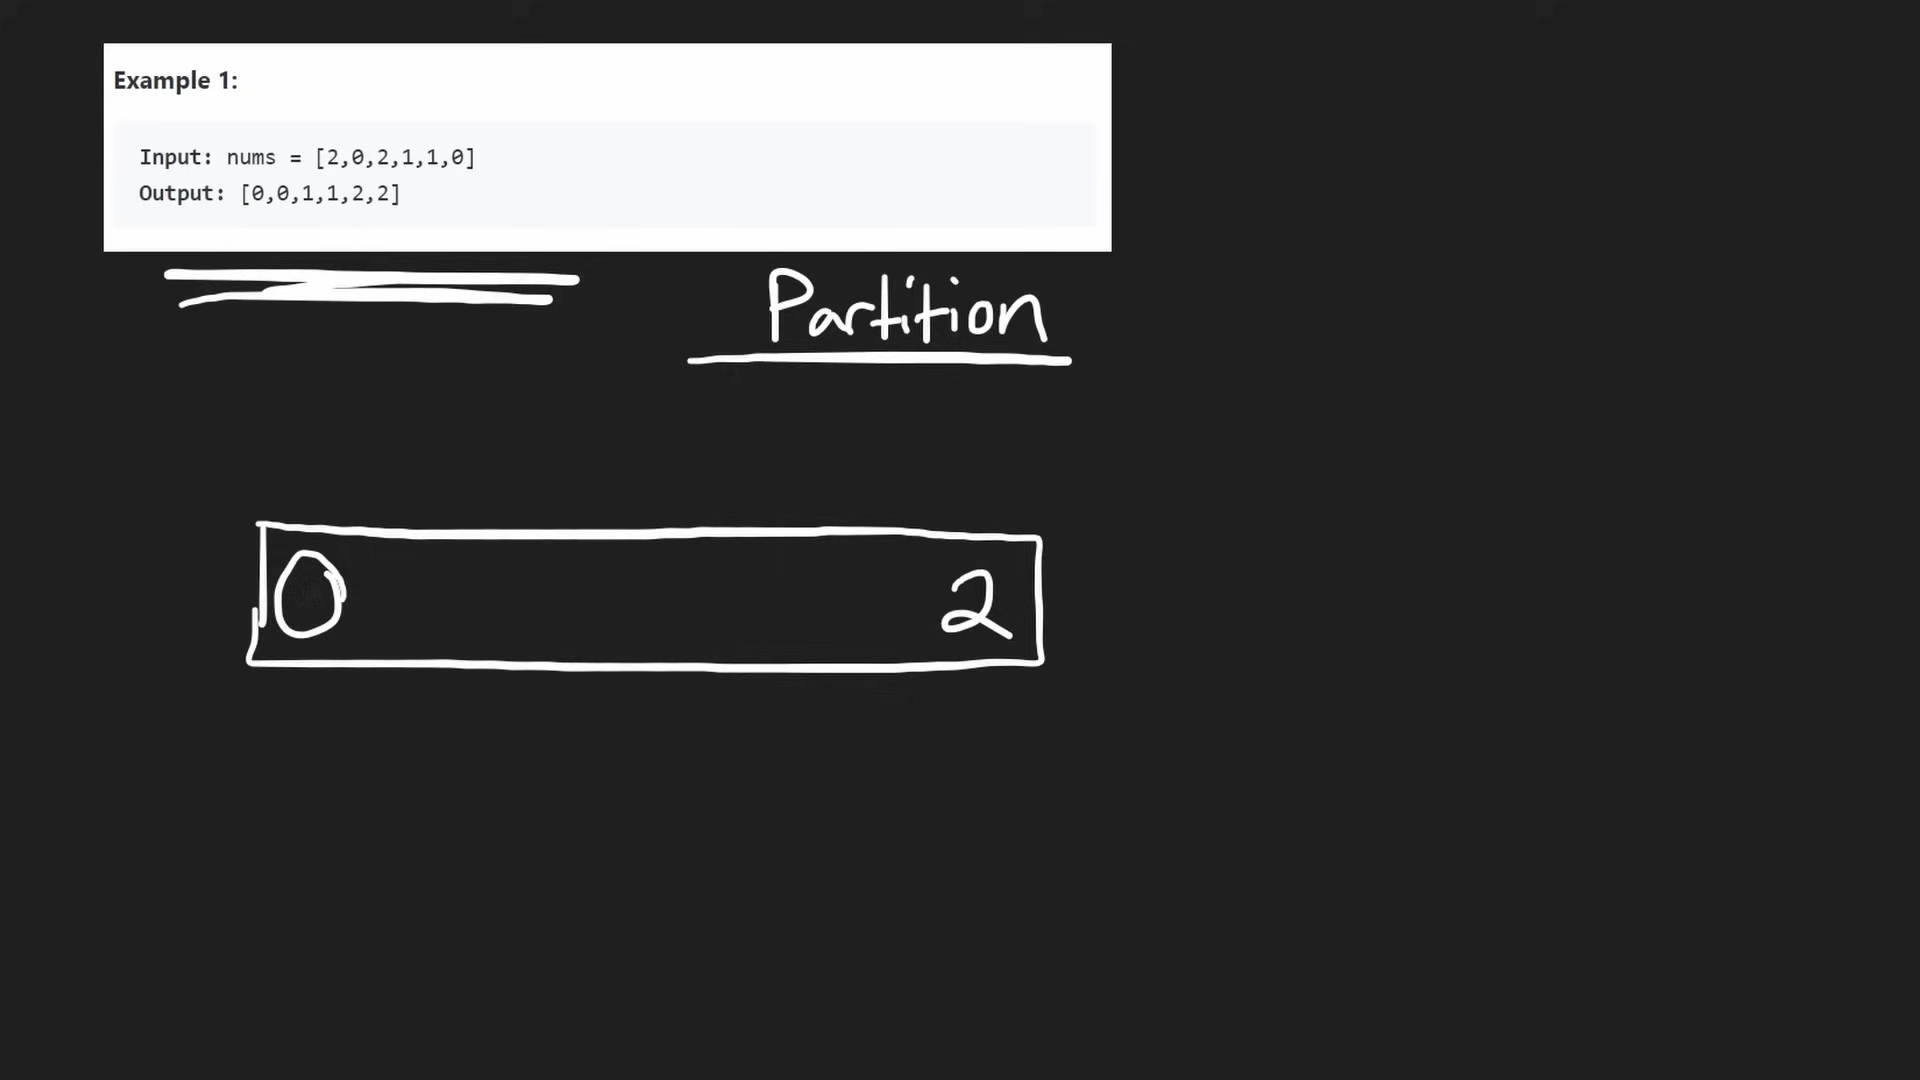 Example 1:
Input: nums = [2,0,2,1,1,0]
Output: [0,0,1,1,2,2]
Partition
0 2